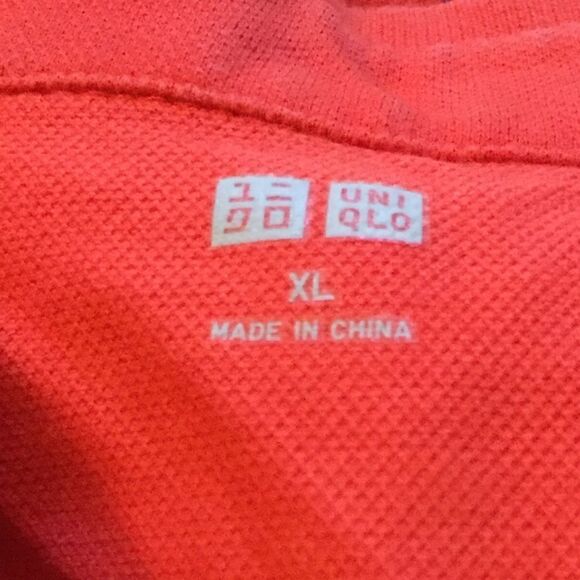 ユニ UNI
クロ QLO
XL
MADE IN CHINA